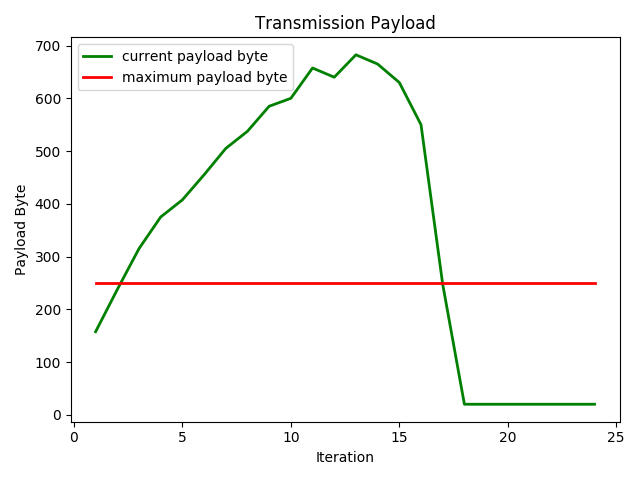 Transmission Payload
current payload byte
maximum payload byte
Payload Byte
700
600
500
400
300
200
100
0
0 5 10 15 20 25
Iteration